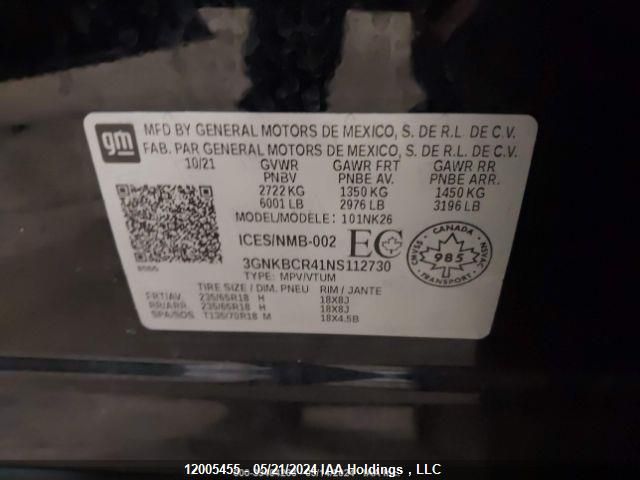 gm
MFD BY GENERAL MOTORS DE MEXICO, S. DE R.L. DE C.V.
FAB. PAR GENERAL MOTORS DE MEXICO, S. DE R.L. DE C.V.
10/21 GVWR GAWR FRT GAWR RR
PNBV PNBE AV. PNBE ARR.
2722 KG 1350 KG 1450 KG
6001 LB 2976 LB 3196 LB
MODEL/MODÈLE: 101NK26
ICES/NMB-002 EC
CANADA
CMVSS 985 NSVAC
TRANSPORT
3GNKBCR41NS112730
TYPE: MPV/VTUM
TIRE SIZE / DIM. PNEU RIM / JANTE
FRT/AV. 235/65R18 H 18X8J
RR/ARR. 235/65R18 H 18X8J
SPA/SOS T135/70R18 M 18X4.5B
12005455 - 05/21/2024 IAA Holdings , LLC